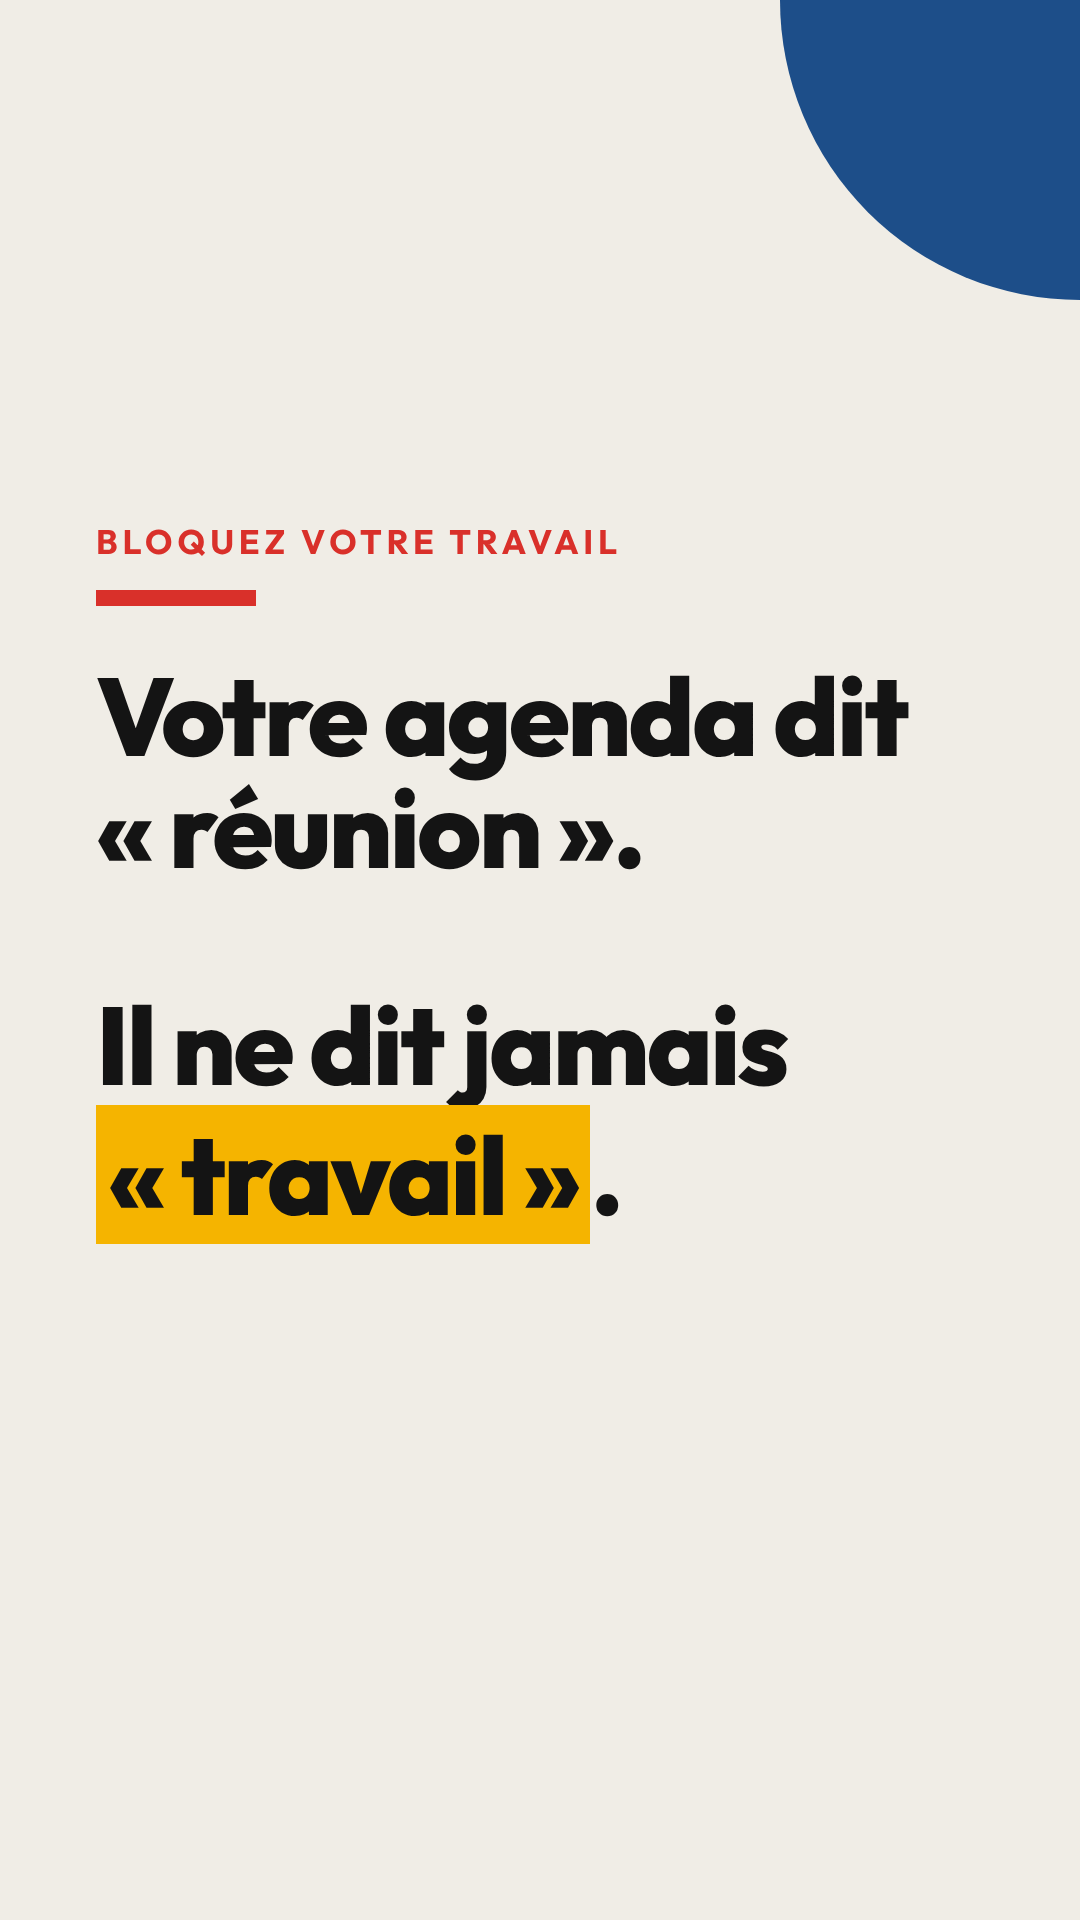 BLOQUEZ VOTRE TRAVAIL
Votre agenda dit
« réunion ».
Il ne dit jamais
« travail ».